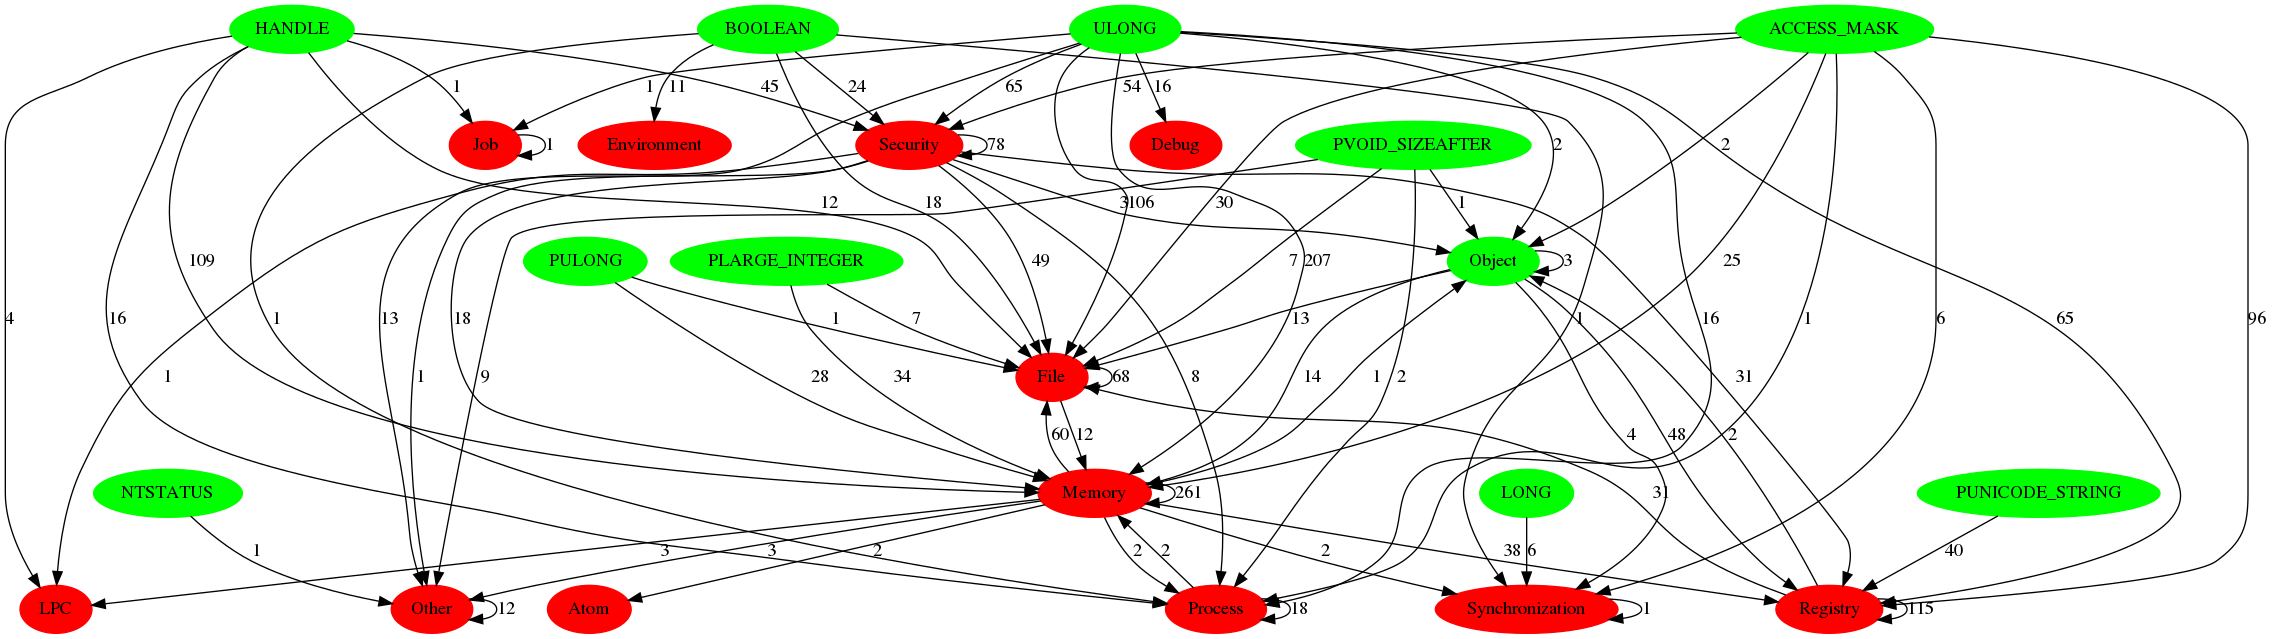 HANDLE BOOLEAN ULONG ACCESS_MASK
1 1 11 45 24 65 54 16
Job Environment Security Debug PVOID_SIZEAFTER
1 78 2 2
12 18 3 106 30 1
PULONG PLARGE_INTEGER Object
109 49 7 207 3 25
4 16 1 13 18 1 7 13 1 16 1 6 65 96
File
1 1 9 28 34 68 8 14 1 2 31
60 12 4 48 2
NTSTATUS Memory LONG PUNICODE_STRING
261 31
1 3 3 2 2 2 2 38 6 40
LPC Other Atom Process Synchronization Registry
12 18 1 115